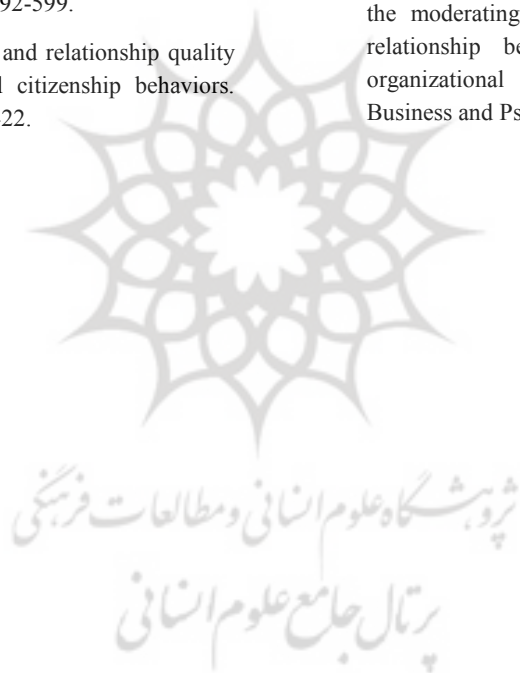 92-599.
and relationship quality
l citizenship behaviors.
22.
the moderating
relationship be
organizational
Business and Ps
پژوهشگاه علوم انسانی و مطالعات فرهنگی
پرتال جامع علوم انسانی